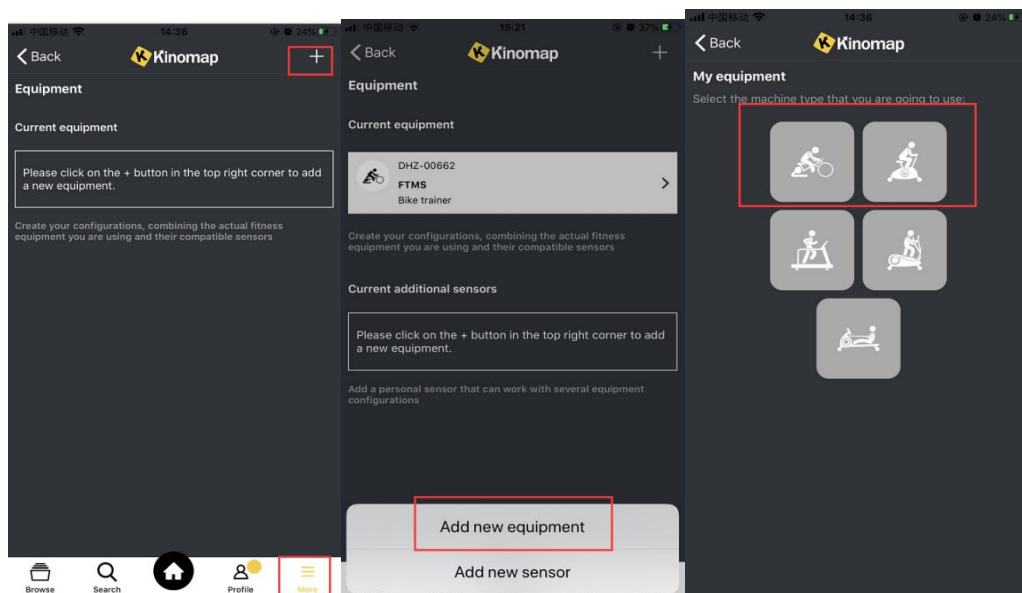 中国移动 14:36 24%
Back Kinomap +
Equipment
Current equipment
Please click on the + button in the top right corner to add
a new equipment.
Create your configurations, combining the actual fitness
equipment you are using and their compatible sensors
Browse Search Profile More
中国移动 15:21 37%
Back Kinomap +
Equipment
Current equipment
DHZ-00662
FTMS
Bike trainer
Create your configurations, combining the actual fitness
equipment you are using and their compatible sensors
Current additional sensors
Please click on the + button in the top right corner to add
a new equipment.
Add a personal sensor that can work with several equipment
configurations
Add new equipment
Add new sensor
中国移动 14:36 24%
Back Kinomap
My equipment
Select the machine type that you are going to use: